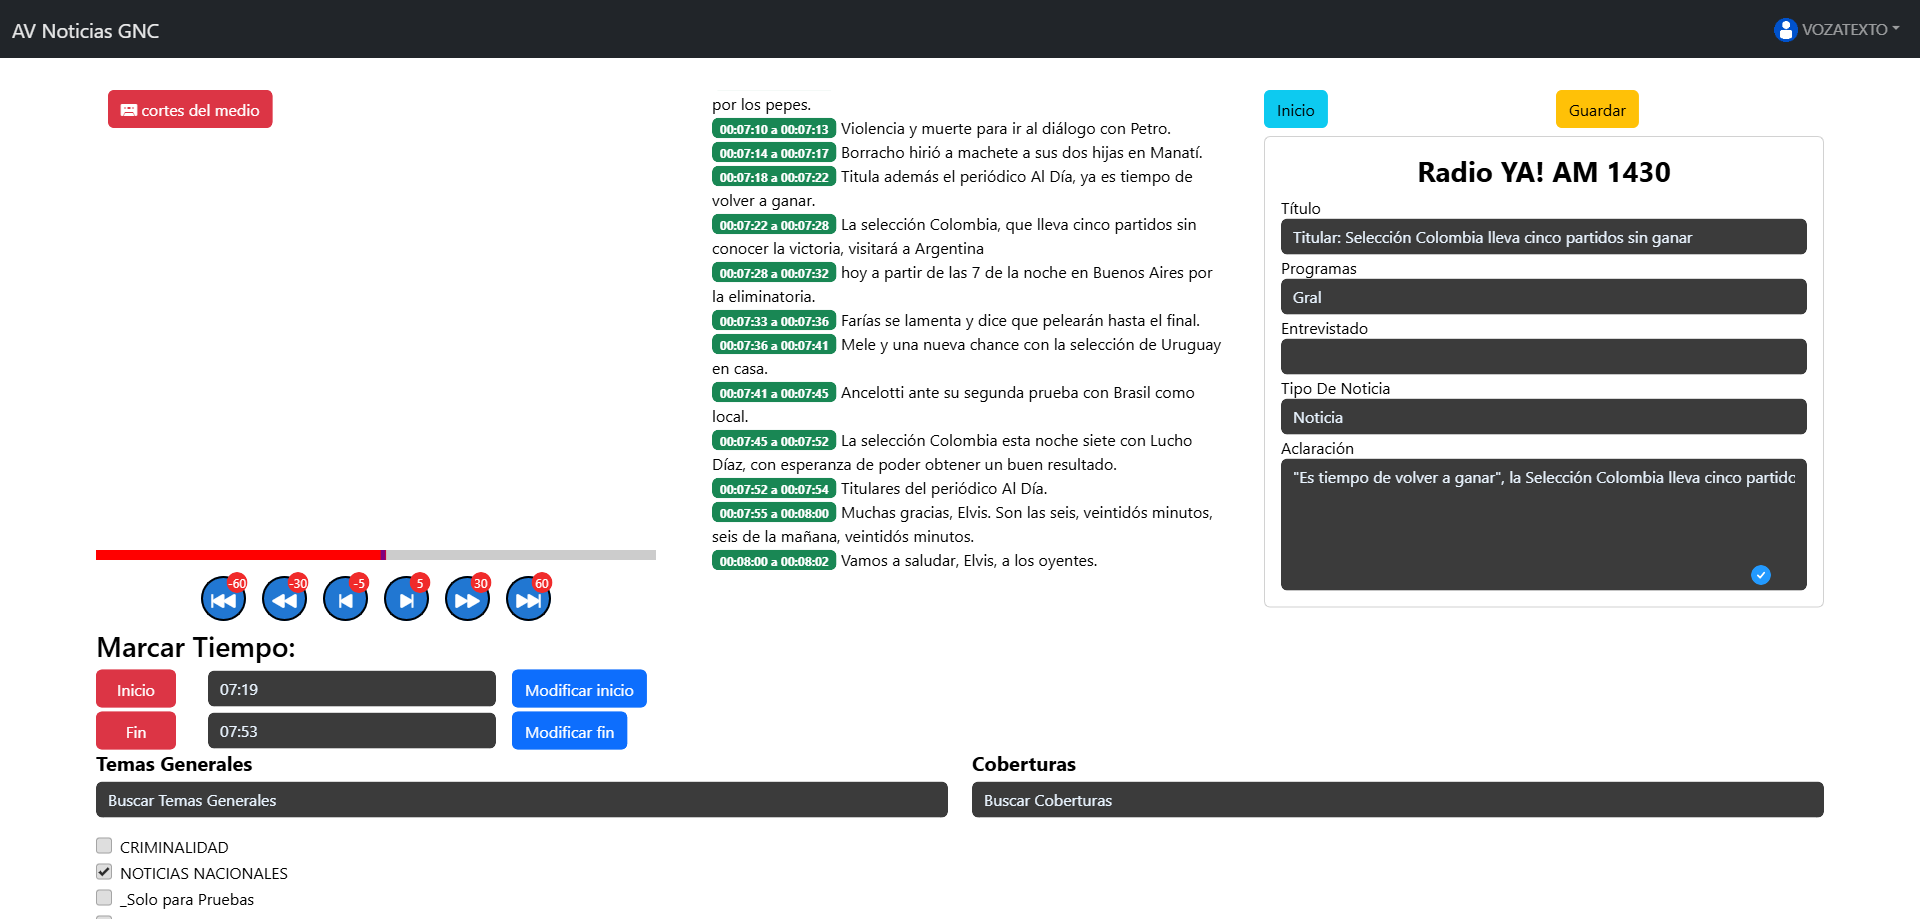 AV Noticias GNC
VOZATEXTO
cortes del medio
por los pepes.
00:07:10 a 00:07:13 Violencia y muerte para ir al diálogo con Petro.
00:07:14 a 00:07:17 Borracho hirió a machete a sus dos hijas en Manatí.
00:07:18 a 00:07:22 Titula además el periódico Al Día, ya es tiempo de
volver a ganar.
00:07:22 a 00:07:28 La selección Colombia, que lleva cinco partidos sin
conocer la victoria, visitará a Argentina
00:07:28 a 00:07:32 hoy a partir de las 7 de la noche en Buenos Aires por
la eliminatoria.
00:07:33 a 00:07:36 Farías se lamenta y dice que pelearán hasta el final.
00:07:36 a 00:07:41 Mele y una nueva chance con la selección de Uruguay
en casa.
00:07:41 a 00:07:45 Ancelotti ante su segunda prueba con Brasil como
local.
00:07:45 a 00:07:52 La selección Colombia esta noche siete con Lucho
Díaz, con esperanza de poder obtener un buen resultado.
00:07:52 a 00:07:54 Titulares del periódico Al Día.
00:07:55 a 00:08:00 Muchas gracias, Elvis. Son las seis, veintidós minutos,
seis de la mañana, veintidós minutos.
00:08:00 a 00:08:02 Vamos a saludar, Elvis, a los oyentes.
Inicio
Guardar
Radio YA! AM 1430
Título
Titular: Selección Colombia lleva cinco partidos sin ganar
Programas
Gral
Entrevistado
Tipo De Noticia
Noticia
Aclaración
"Es tiempo de volver a ganar", la Selección Colombia lleva cinco partido
-60 -30 -5 5 30 60
Marcar Tiempo:
Inicio 07:19 Modificar inicio
Fin 07:53 Modificar fin
Temas Generales
Buscar Temas Generales
CRIMINALIDAD
NOTICIAS NACIONALES
_Solo para Pruebas
Coberturas
Buscar Coberturas